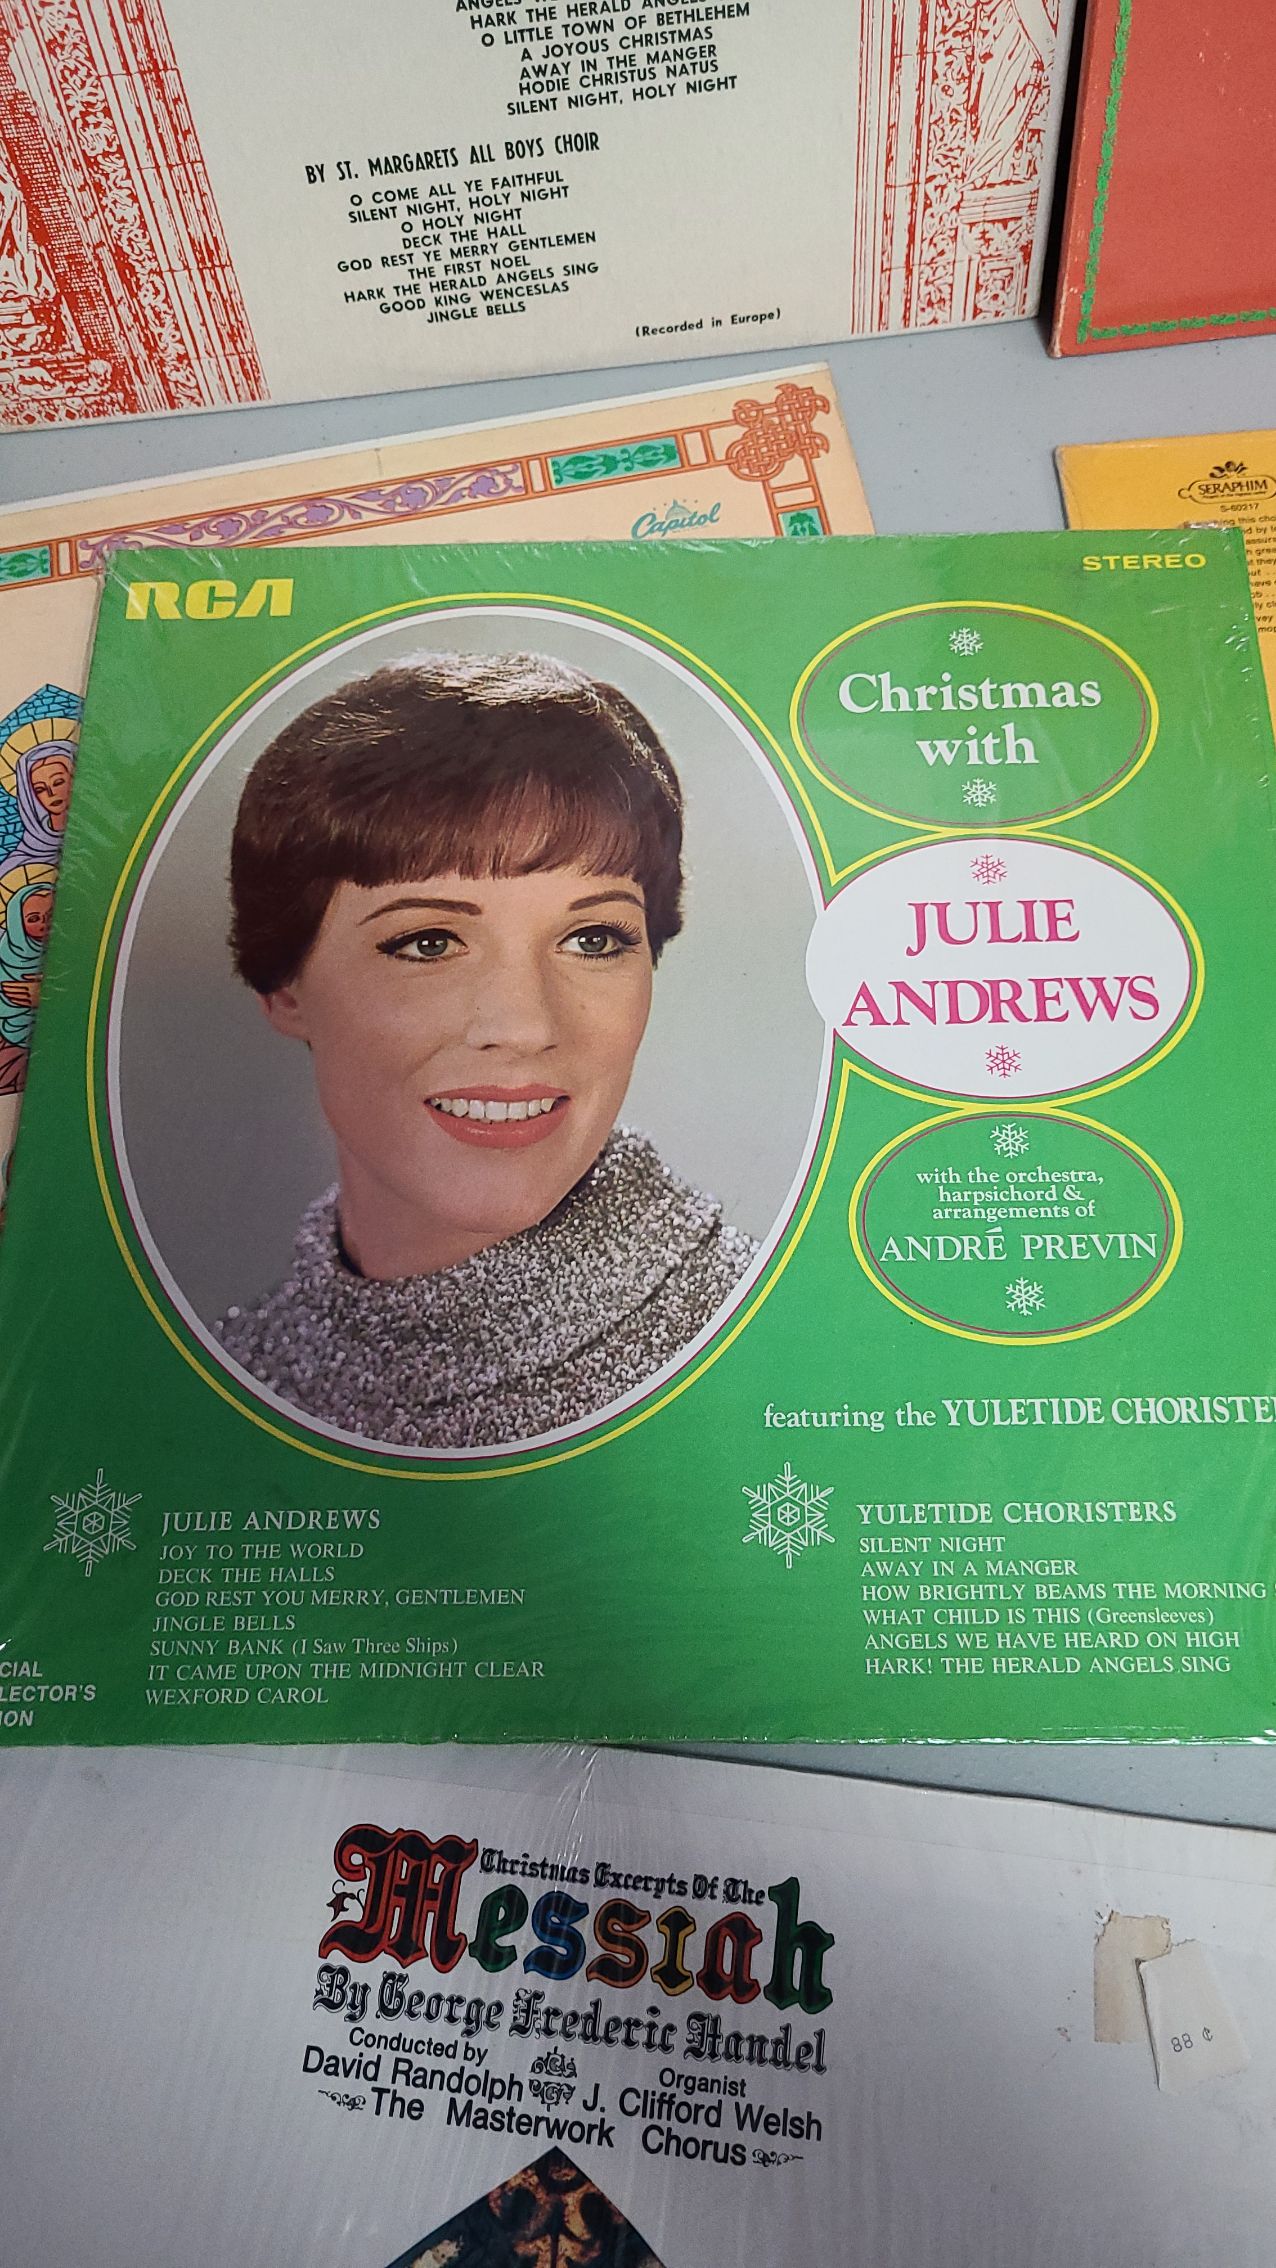 HARK THE HERALD
O LITTLE TOWN OF BETHLEHEM
A JOYOUS CHRISTMAS
AWAY IN THE MANGER
HODIE CHRISTUS NATUS
SILENT NIGHT, HOLY NIGHT
BY ST. MARGARETS ALL BOYS CHOIR
O COME ALL YE FAITHFUL
SILENT NIGHT, HOLY NIGHT
O HOLY NIGHT
DECK THE HALL
GOD REST YE MERRY GENTLEMEN
THE FIRST NOEL
HARK THE HERALD ANGELS SING
GOOD KING WENCESLAS
JINGLE BELLS
(Recorded in Europe)
Capitol
SERAPHIM
S-60217
this
RCA
STEREO
Christmas
with
JULIE
ANDREWS
with the orchestra,
harpsichord &
arrangements of
ANDRÉ PREVIN
featuring the YULETIDE CHORISTE
JULIE ANDREWS
JOY TO THE WORLD
DECK THE HALLS
GOD REST YOU MERRY, GENTLEMEN
JINGLE BELLS
SUNNY BANK (I Saw Three Ships)
IT CAME UPON THE MIDNIGHT CLEAR
WEXFORD CAROL
CIAL
LECTOR'S
ION
YULETIDE CHORISTERS
SILENT NIGHT
AWAY IN A MANGER
HOW BRIGHTLY BEAMS THE MORNING
WHAT CHILD IS THIS (Greensleeves)
ANGELS WE HAVE HEARD ON HIGH
HARK! THE HERALD ANGELS SING
Christmas Excerpts Of The
Messiah
By George Frederic Handel
Conducted by
David Randolph
Organist
J. Clifford Welsh
The Masterwork Chorus
88 ¢